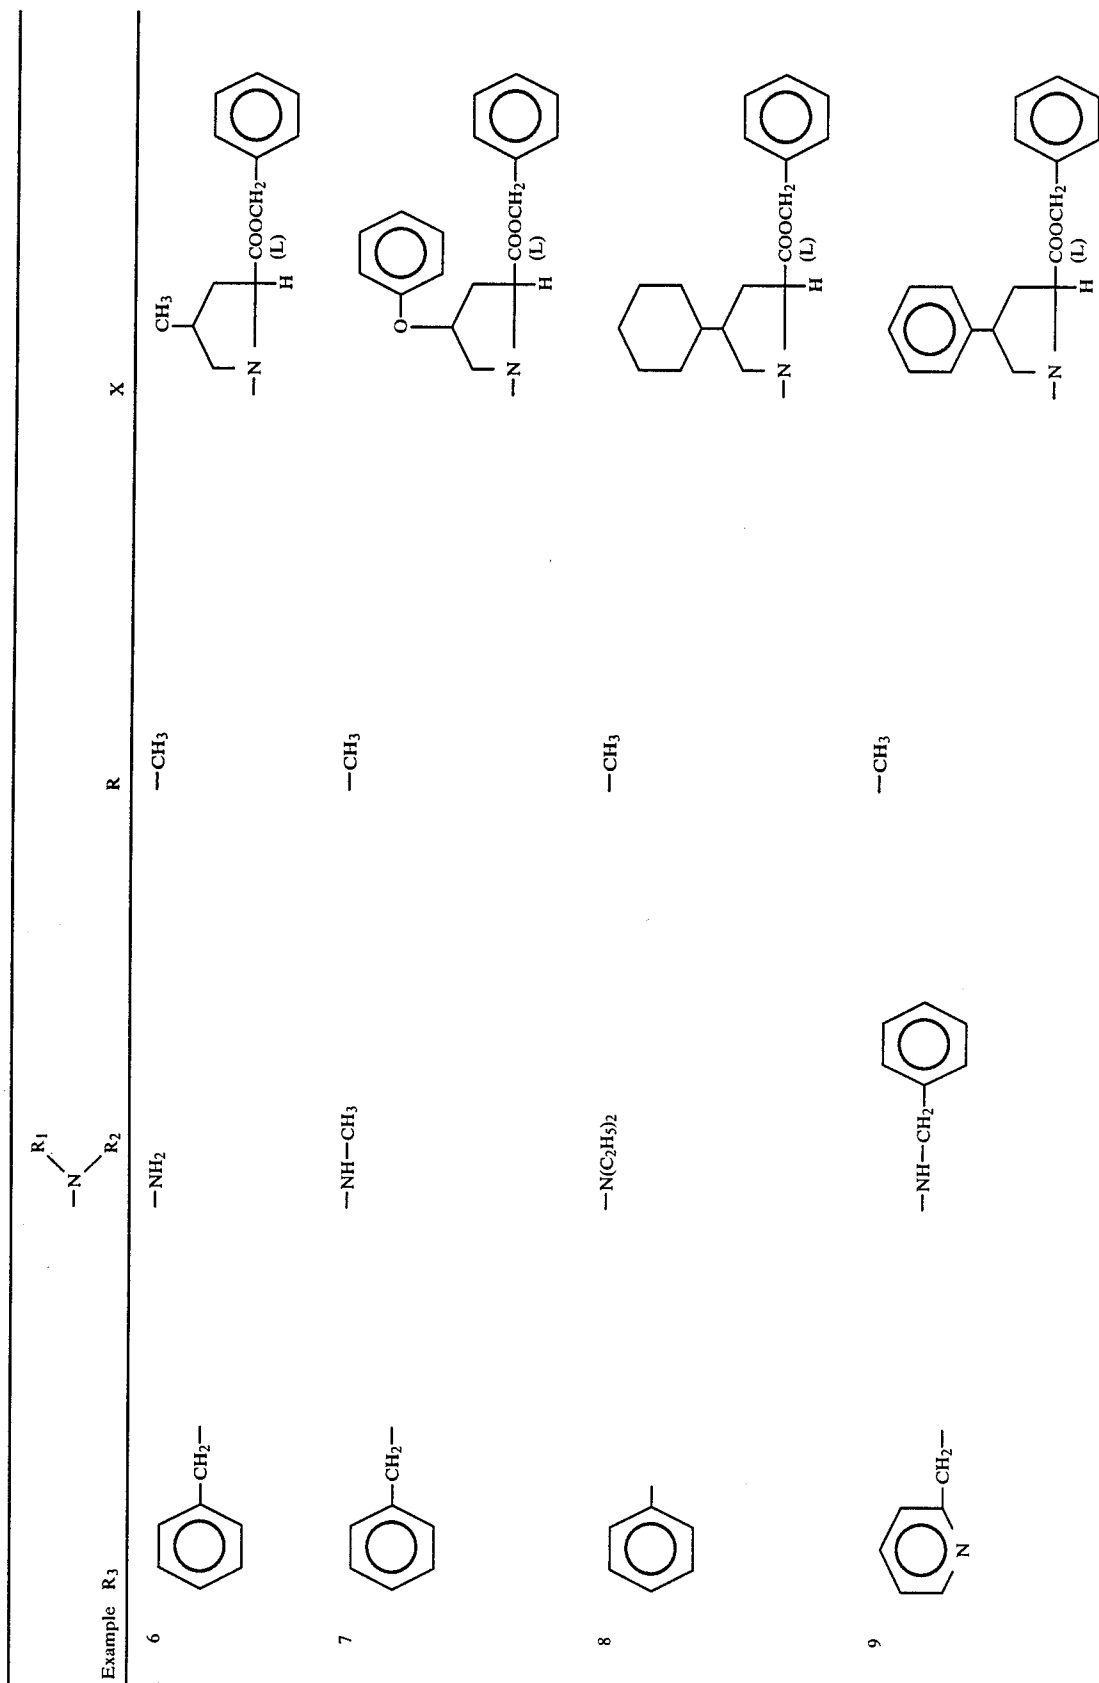 R1
—N
R2
Example R3 R X
6 —CH2— —NH2 —CH3 CH3
—N COOCH2—
(L)
H
7 —CH2— —NH—CH3 —CH3 O
—N COOCH2—
(L)
H
8 —N(C2H5)2 —CH3
—N COOCH2—
(L)
H
9 N CH2— —NH—CH2— —CH3
—N COOCH2—
(L)
H